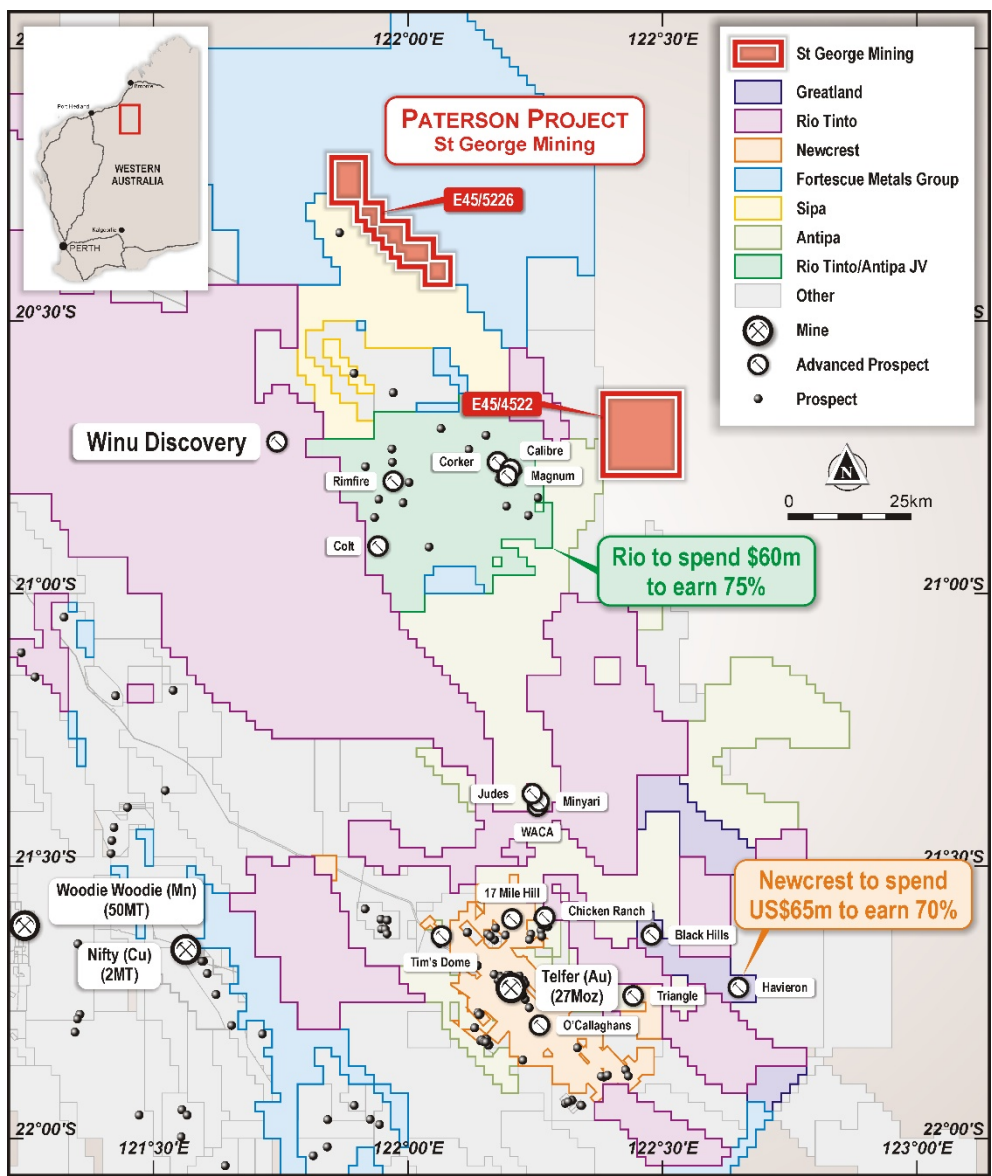 122°00'E
122°30'E
Broome
Port Hedland
WESTERN
AUSTRALIA
Kalgoorlie
PERTH
PATERSON PROJECT
St George Mining
E45/5226
St George Mining
Greatland
Rio Tinto
Newcrest
Fortescue Metals Group
Sipa
Antipa
Rio Tinto/Antipa JV
Other
Mine
Advanced Prospect
Prospect
20°30'S
E45/4522
N
0
25km
Winu Discovery
Corker
Calibre
Magnum
Rimfire
Colt
Rio to spend $60m
to earn 75%
21°00'S
21°00'S
Judes
Minyari
WACA
21°30'S
21°30'S
17 Mile Hill
Chicken Ranch
Newcrest to spend
US$65m to earn 70%
Woodie Woodie (Mn)
(50MT)
Nifty (Cu)
(2MT)
Tim's Dome
Black Hills
Telfer (Au)
(27Moz)
Triangle
Havieron
O'Callaghans
22°00'S
22°00'S
121°30'E
122°00'E
122°30'E
123°00'E